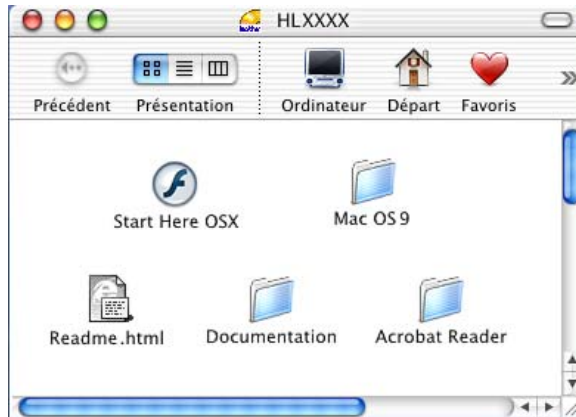 HLXXXX
Précédent Présentation Ordinateur Départ Favoris
Start Here OSX Mac OS 9
Readme.html Documentation Acrobat Reader